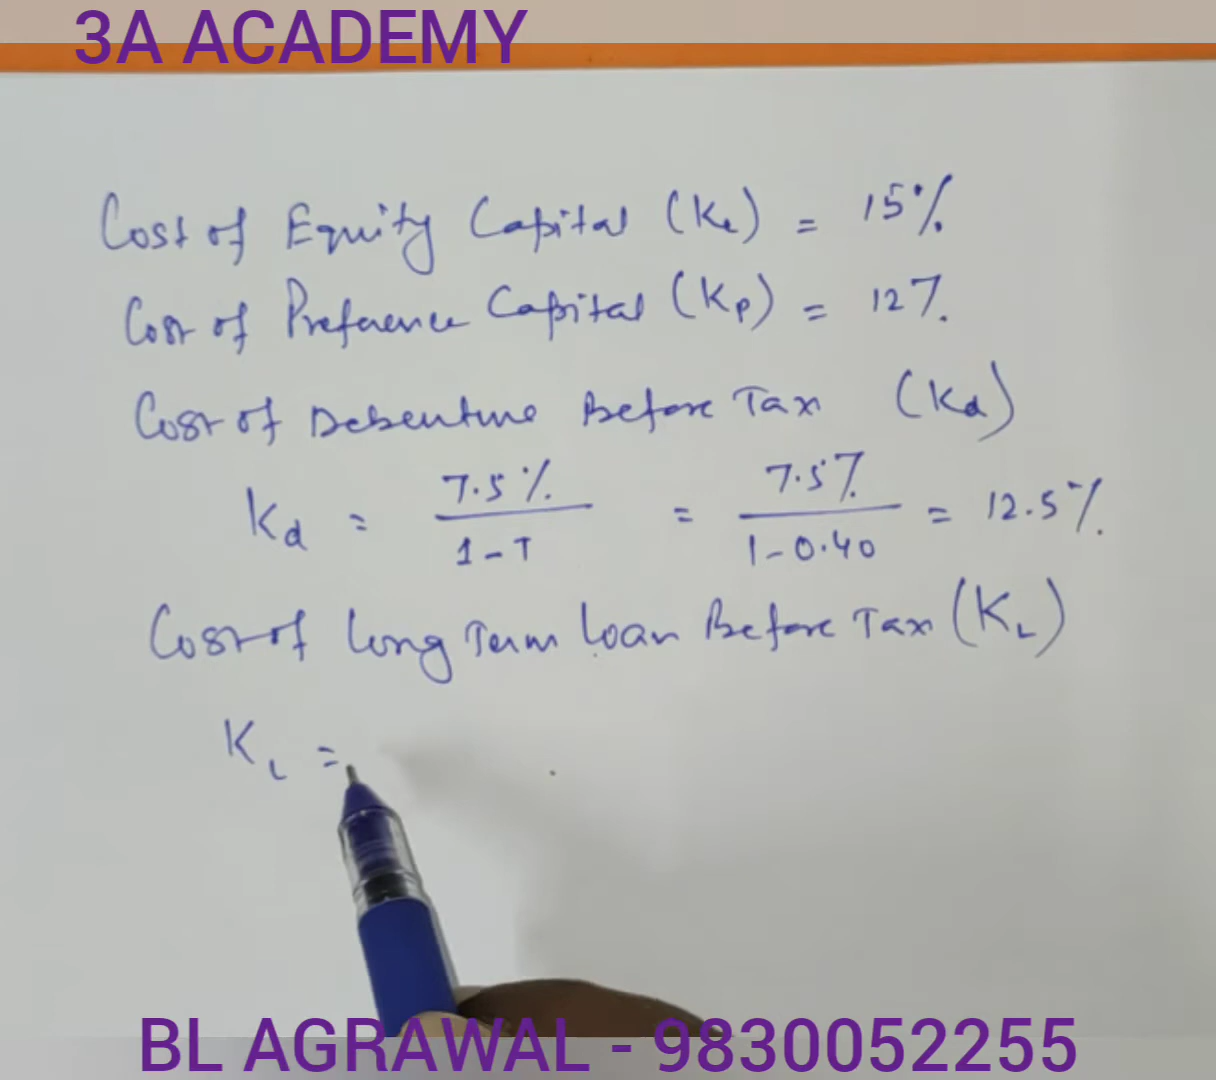 3A ACADEMY
Cost of Equity Capital (Ke) = 15%
Cost of Preference Capital (Kp) = 12%
Cost of Debenture Before Tax (Kd)
Kd = 7.5% / 1-T = 7.5% / 1-0.40 = 12.5%
Cost of Long Term Loan Before Tax (KL)
KL =
BL AGRAWAL - 9830052255